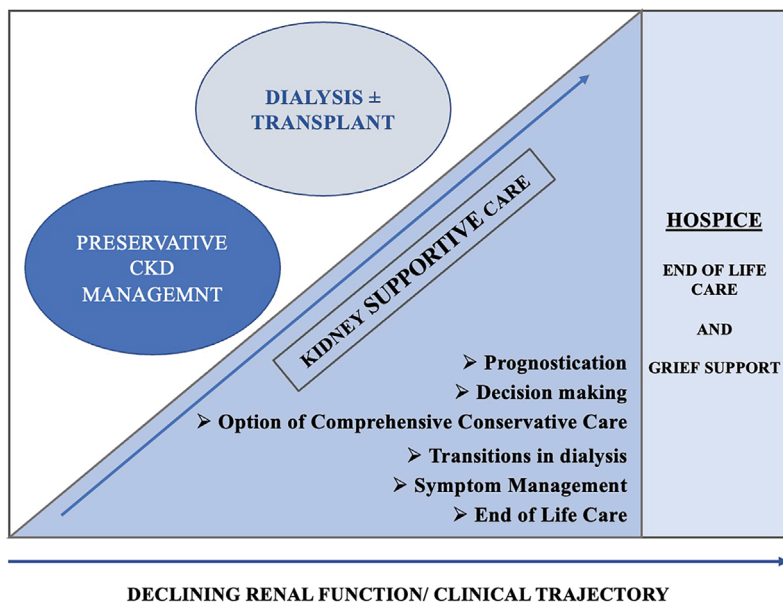 DIALYSIS ±
TRANSPLANT
PRESERVATIVE
CKD
MANAGEMNT
KIDNEY SUPPORTIVE CARE
➢ Prognostication
➢ Decision making
➢ Option of Comprehensive Conservative Care
➢ Transitions in dialysis
➢ Symptom Management
➢ End of Life Care
HOSPICE
END OF LIFE
CARE
AND
GRIEF SUPPORT
DECLINING RENAL FUNCTION/ CLINICAL TRAJECTORY